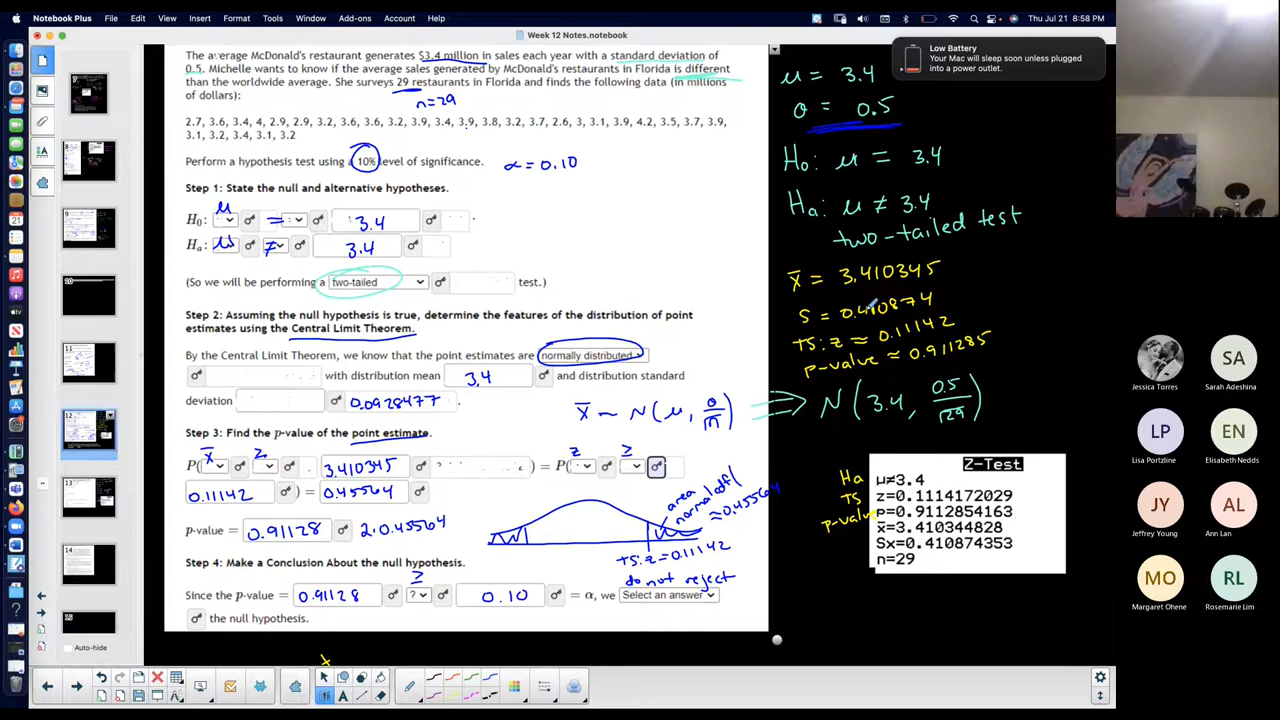 Notebook Plus File Edit View Insert Format Tools Add-ons Account Help
Thu Jul 21 8:58 PM
Week 12 Notes.notebook
Low Battery
Your Mac will sleep soon unless plugged
into a power outlet.
The average McDonald's restaurant generates $3.4 million in sales each year with a standard deviation of
0.5. Michelle wants to know if the average sales generated by McDonald's restaurants in Florida is different
than the worldwide average. She surveys 29 restaurants in Florida and finds the following data (in millions
of dollars):
n=29
2.7, 3.6, 3.4, 4, 2.9, 2.9, 3.2, 3.6, 3.6, 3.2, 3.9, 3.4, 3.9, 3.8, 3.2, 3.7, 2.6, 3, 3.1, 3.9, 4.2, 3.5, 3.7, 3.9,
3.1, 3.2, 3.4, 3.1, 3.2
Perform a hypothesis test using a 10% level of significance.
α = 0.10
Step 1: State the null and alternative hypotheses.
H0: μ = 3.4
Ha: μ ≠ 3.4
(So we will be performing a two-tailed test.)
Step 2: Assuming the null hypothesis is true, determine the features of the distribution of point
estimates using the Central Limit Theorem.
By the Central Limit Theorem, we know that the point estimates are normally distributed
with distribution mean 3.4 and distribution standard
deviation 0.0928477.
x̄ ~ N(μ, σ/√n)
Step 3: Find the p-value of the point estimate.
P(x̄ ≥ 3.410345) = P(z ≥
0.11142) = 0.45564
p-value = 0.91128 2·0.45564
area
normalcdf(
≈0.45564
TS: z=0.11142
Step 4: Make a Conclusion About the null hypothesis.
do not reject
≥
Since the p-value = 0.91128 ? 0.10 = α, we Select an answer
the null hypothesis.
μ = 3.4
σ = 0.5
Ho: μ = 3.4
Ha: μ ≠ 3.4
two-tailed test
x̄ = 3.410345
s = 0.410874
TS: z ≈ 0.11142
p-value ≈ 0.911285
N(3.4, 0.5/√29)
Z-Test
Ha μ≠3.4
TS z=0.1114172029
p-value p=0.9112854163
x̄=3.410344828
Sx=0.410874353
n=29
8
9
10
11
12
13
14
15
Auto-hide
Jessica Torres
SA
Sarah Adeshina
LP
Lisa Portzline
EN
Elisabeth Nedds
JY
Jeffrey Young
AL
Ann Lan
MO
Margaret Ohene
RL
Rosemarie Lim